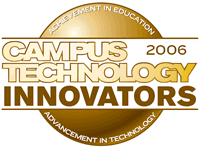 ACHIEVEMENT IN EDUCATION
CAMPUS 2006
TECHNOLOGY
INNOVATORS
ADVANCEMENT IN TECHNOLOGY